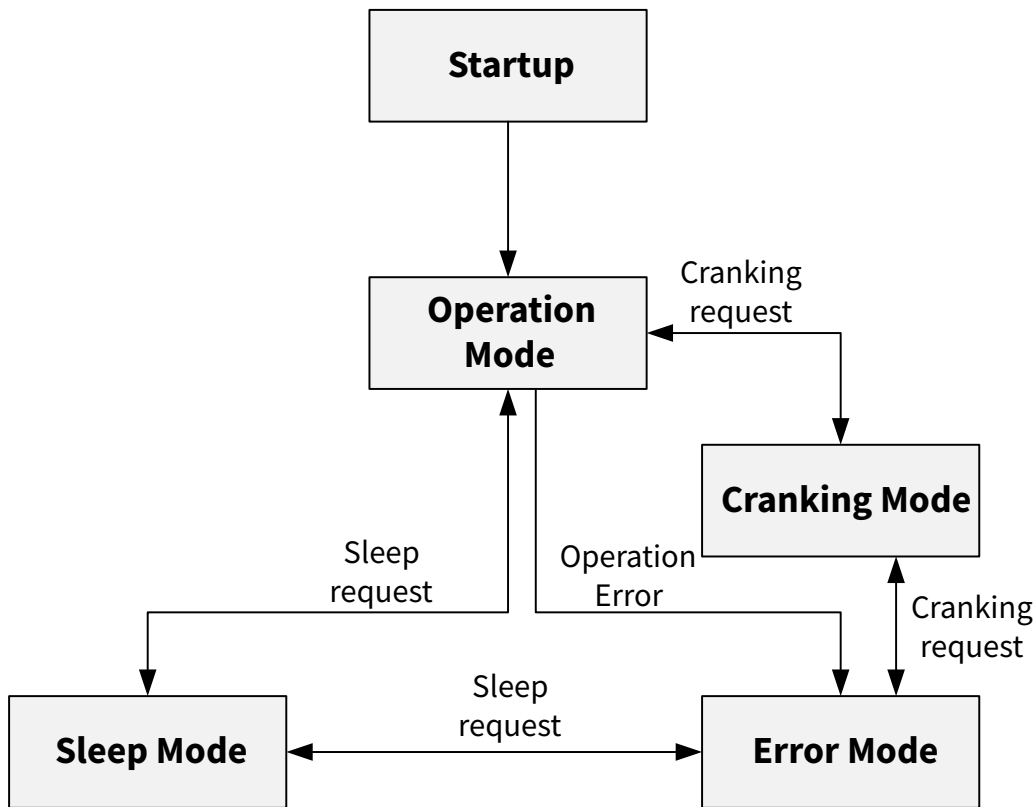 Startup
Cranking
request
Operation
Mode
Cranking Mode
Sleep
request
Operation
Error
Cranking
request
Sleep
request
Sleep Mode
Error Mode